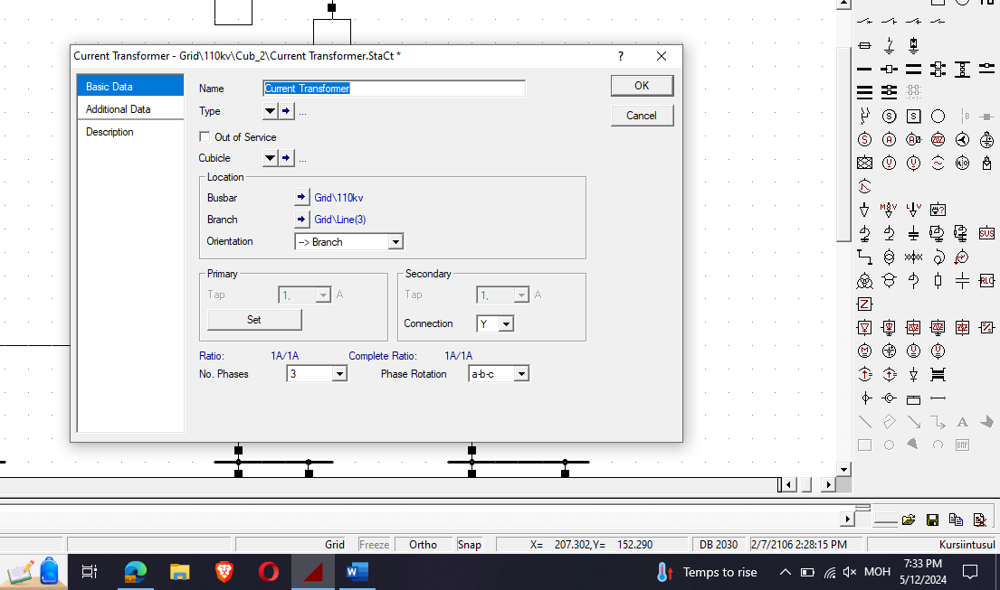 Current Transformer - Grid\110kv\Cub_2\Current Transformer.StaCt *
?
Basic Data
Additional Data
Description
Name Current Transformer
OK
Type ...
Cancel
Out of Service
Cubicle ...
Location
Busbar Grid\110kv
Branch Grid\Line(3)
Orientation --> Branch
Primary
Tap 1, A
Set
Secondary
Tap 1, A
Connection Y
Ratio: 1A/1A Complete Ratio: 1A/1A
No. Phases 3 Phase Rotation a-b-c
Grid Freeze Ortho Snap X= 207.302,Y= 152.290 DB 2030 2/7/2106 2:28:15 PM Kursiintusul
Temps to rise
МОН
7:33 PM
5/12/2024